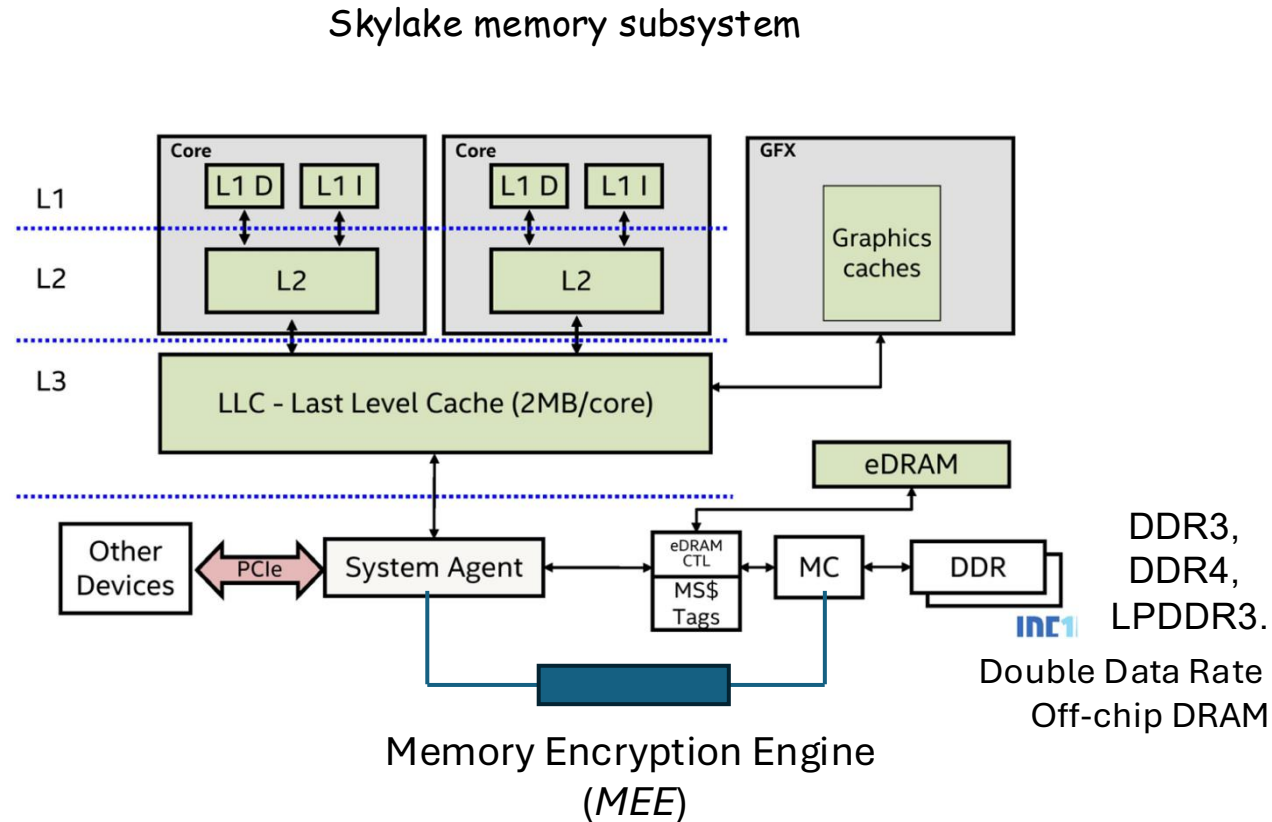 Skylake memory subsystem
Core
Core
GFX
L1 D
L1 I
L1 D
L1 I
L1
Graphics
caches
L2
L2
L2
L3
LLC - Last Level Cache (2MB/core)
eDRAM
Other
Devices
PCIe
System Agent
eDRAM
CTL
MS$
Tags
MC
DDR
DDR3,
DDR4,
LPDDR3.
Double Data Rate
Off-chip DRAM
Memory Encryption Engine
(MEE)